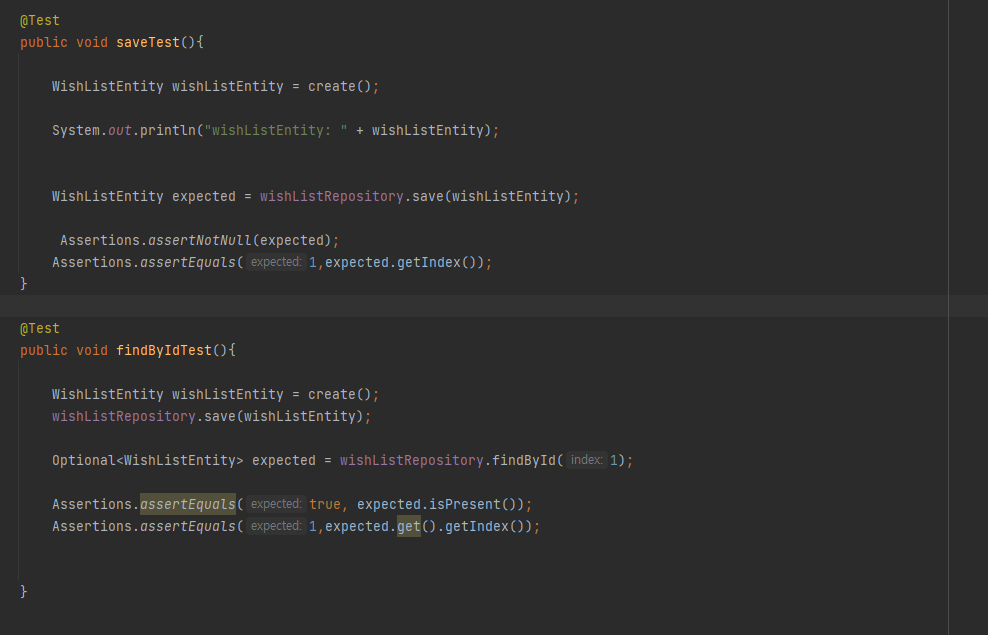 @Test
public void saveTest(){
WishListEntity wishListEntity = create();
System.out.println("wishListEntity: " + wishListEntity);
WishListEntity expected = wishListRepository.save(wishListEntity);
Assertions.assertNotNull(expected);
Assertions.assertEquals( expected: 1,expected.getIndex());
}
@Test
public void findByIdTest(){
WishListEntity wishListEntity = create();
wishListRepository.save(wishListEntity);
Optional<WishListEntity> expected = wishListRepository.findById( index: 1);
Assertions.assertEquals( expected: true, expected.isPresent());
Assertions.assertEquals( expected: 1,expected.get().getIndex());
}